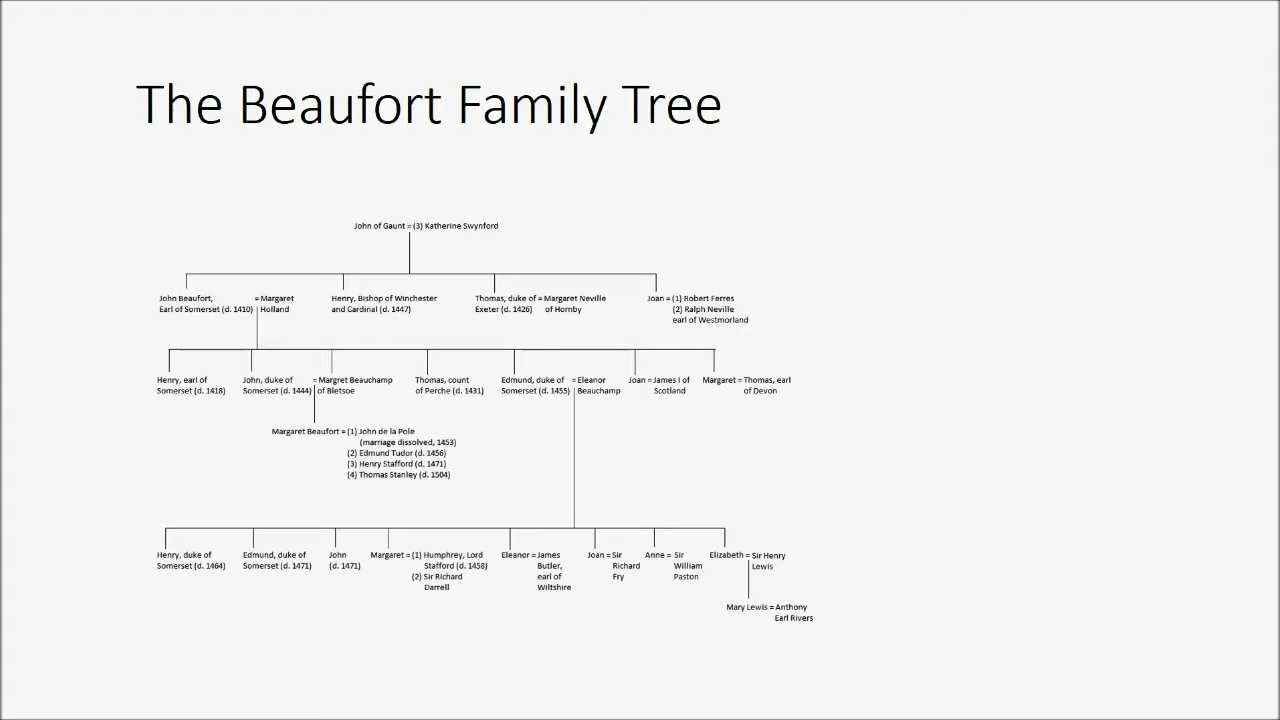 The Beaufort Family Tree
John of Gaunt = (3) Katherine Swynford
John Beaufort, = Margaret
Earl of Somerset (d. 1410) Holland
Henry, Bishop of Winchester
and Cardinal (d. 1447)
Thomas, duke of = Margaret Neville
Exeter (d. 1426) of Hornby
Joan = (1) Robert Ferres
(2) Ralph Neville
earl of Westmorland
Henry, earl of
Somerset (d. 1418)
John, duke of = Margret Beauchamp
Somerset (d. 1444) of Bletsoe
Thomas, count
of Perche (d. 1431)
Edmund, duke of = Eleanor
Somerset (d. 1455) Beauchamp
Joan = James I of
Scotland
Margaret = Thomas, earl
of Devon
Margaret Beaufort = (1) John de la Pole
(marriage dissolved, 1453)
(2) Edmund Tudor (d. 1456)
(3) Henry Stafford (d. 1471)
(4) Thomas Stanley (d. 1504)
Henry, duke of
Somerset (d. 1464)
Edmund, duke of
Somerset (d. 1471)
John
(d. 1471)
Margaret = (1) Humphrey, Lord
Stafford (d. 1458)
(2) Sir Richard
Darrell
Eleanor = James
Butler,
earl of
Wiltshire
Joan = Sir
Richard
Fry
Anne = Sir
William
Paston
Elizabeth = Sir Henry
Lewis
Mary Lewis = Anthony
Earl Rivers